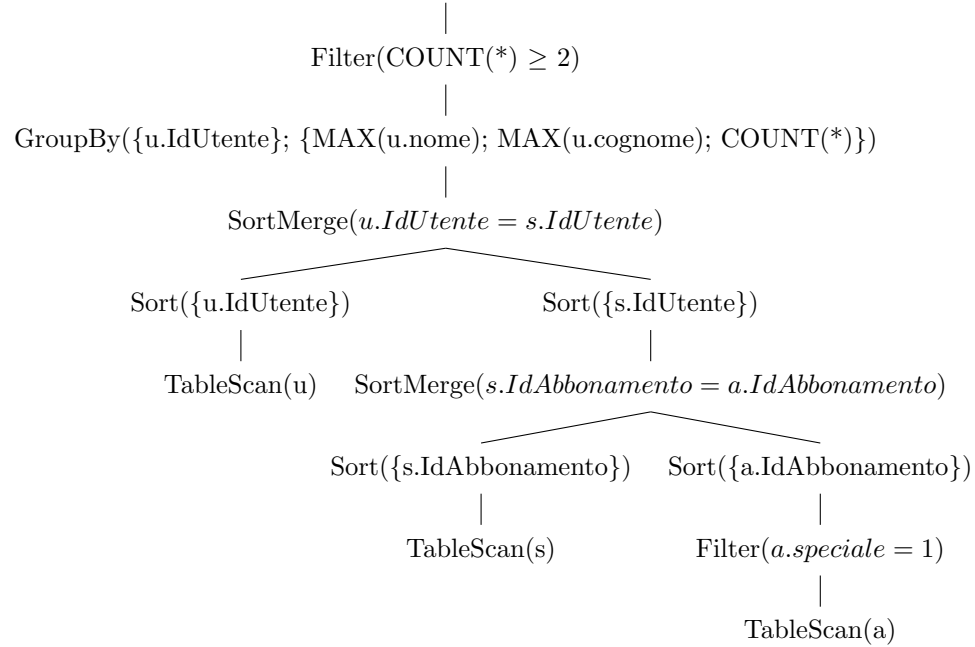 Filter(COUNT(*) ≥ 2)
GroupBy({u.IdUtente}; {MAX(u.nome); MAX(u.cognome); COUNT(*)})
SortMerge(u.IdUtente = s.IdUtente)
Sort({u.IdUtente}) Sort({s.IdUtente})
TableScan(u) SortMerge(s.IdAbbonamento = a.IdAbbonamento)
Sort({s.IdAbbonamento}) Sort({a.IdAbbonamento})
TableScan(s) Filter(a.speciale = 1)
TableScan(a)